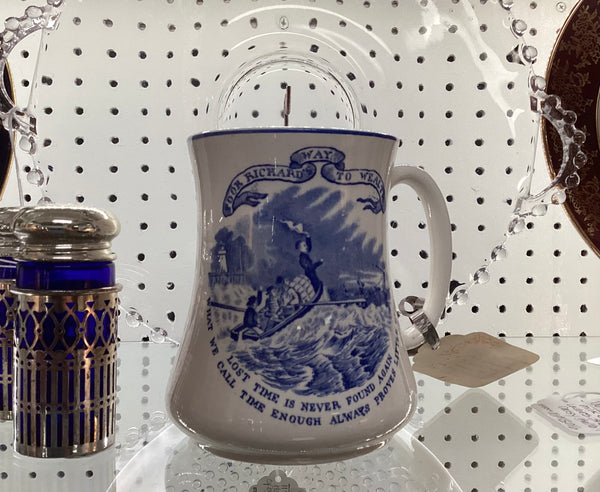 POOR RICHARD'S WAY TO WEALTH
LOST TIME IS NEVER FOUND AGAIN
WHAT WE CALL TIME ENOUGH ALWAYS PROVES LITTLE